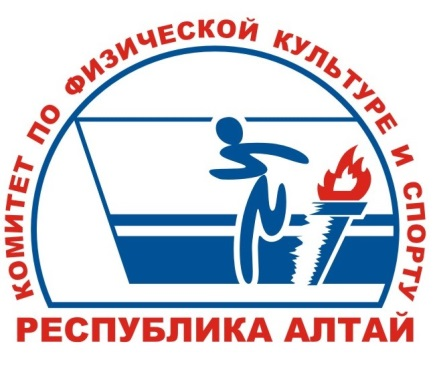 КОМИТЕТ ПО ФИЗИЧЕСКОЙ КУЛЬТУРЕ И СПОРТУ
РЕСПУБЛИКА АЛТАЙ